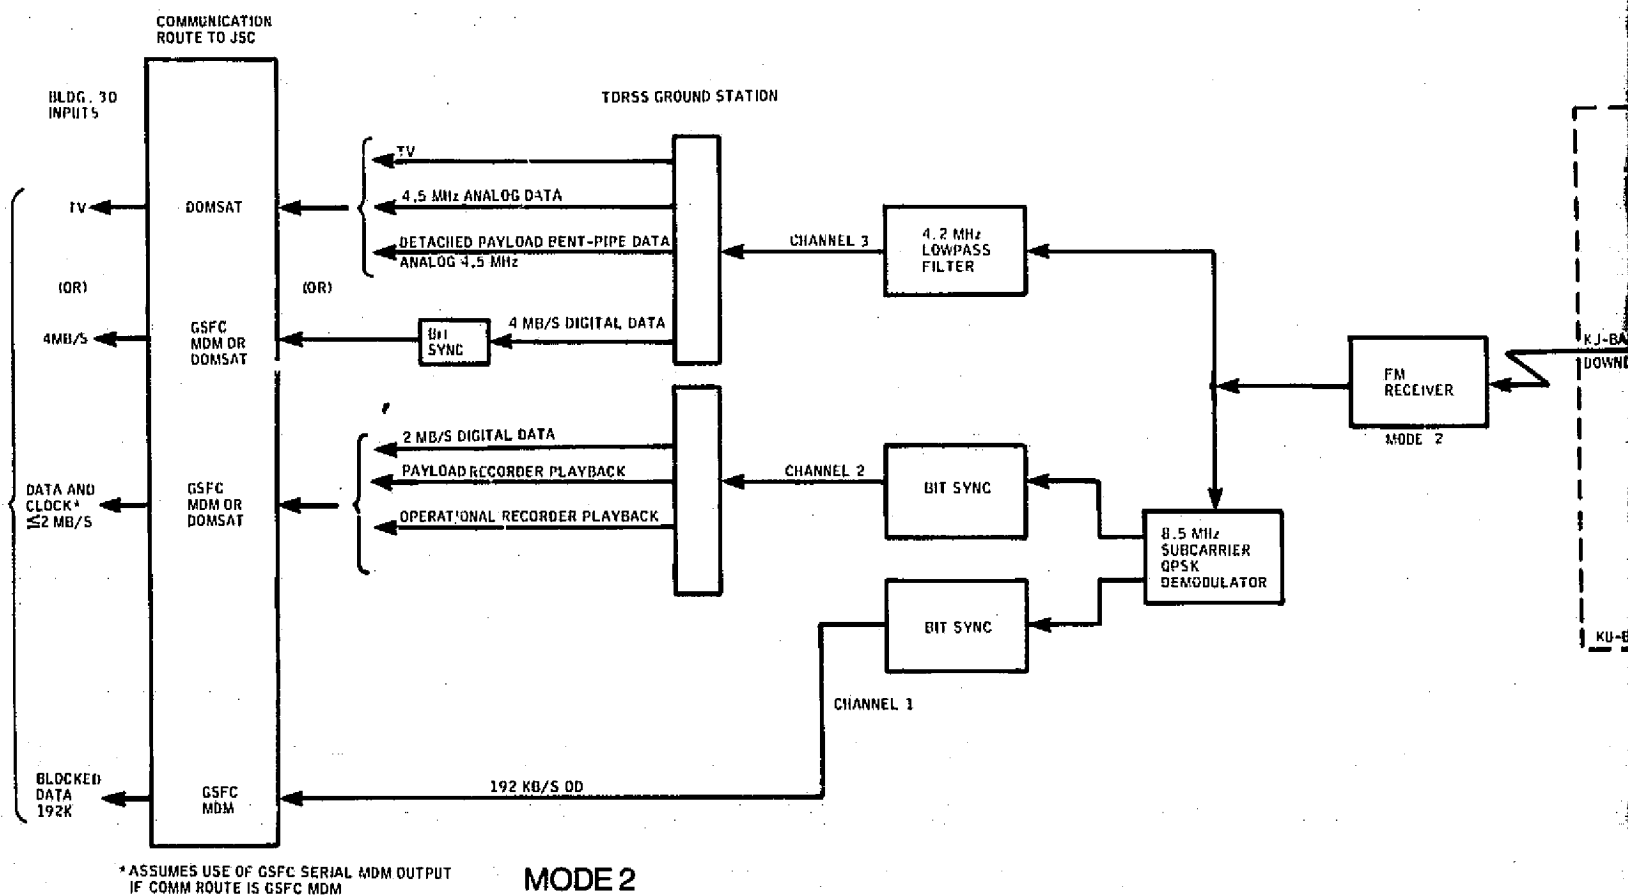 COMMUNICATION
ROUTE TO JSC
BLDG. 30
INPUTS
TDRSS GROUND STATION
TV
DOMSAT
TV
4.5 MHz ANALOG DATA
DETACHED PAYLOAD BENT-PIPE DATA
ANALOG 4.5 MHz
CHANNEL 3
4.2 MHz
LOWPASS
FILTER
(OR)
(OR)
4MB/S
GSFC
MDM OR
DOMSAT
BIT
SYNC
4 MB/S DIGITAL DATA
FM
RECEIVER
MODE 2
DATA AND
CLOCK*
≤2 MB/S
GSFC
MDM OR
DOMSAT
2 MB/S DIGITAL DATA
PAYLOAD RECORDER PLAYBACK
OPERATIONAL RECORDER PLAYBACK
CHANNEL 2
BIT SYNC
8.5 MHz
SUBCARRIER
QPSK
DEMODULATOR
BIT SYNC
CHANNEL 1
BLOCKED
DATA
192K
GSFC
MDM
192 KB/S OD
*ASSUMES USE OF GSFC SERIAL MDM OUTPUT
IF COMM ROUTE IS GSFC MDM
MODE 2